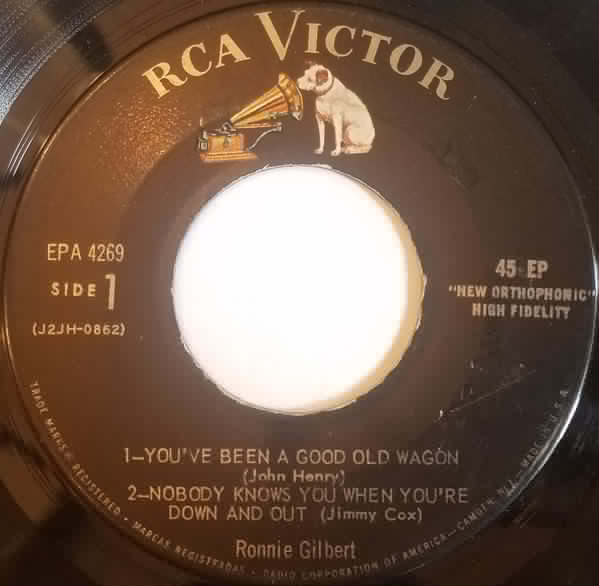 RCA VICTOR
EPA 4269
SIDE 1
(J2JH-0862)
45 EP
"NEW ORTHOPHONIC"
HIGH FIDELITY
1—YOU'VE BEEN A GOOD OLD WAGON
(John Henry)
2—NOBODY KNOWS YOU WHEN YOU'RE
DOWN AND OUT (Jimmy Cox)
Ronnie Gilbert
TRADE MARKS ® REGISTERED • MARCAS REGISTRADAS • RADIO CORPORATION OF AMERICA—CAMDEN, N.J.—MADE IN U.S.A.